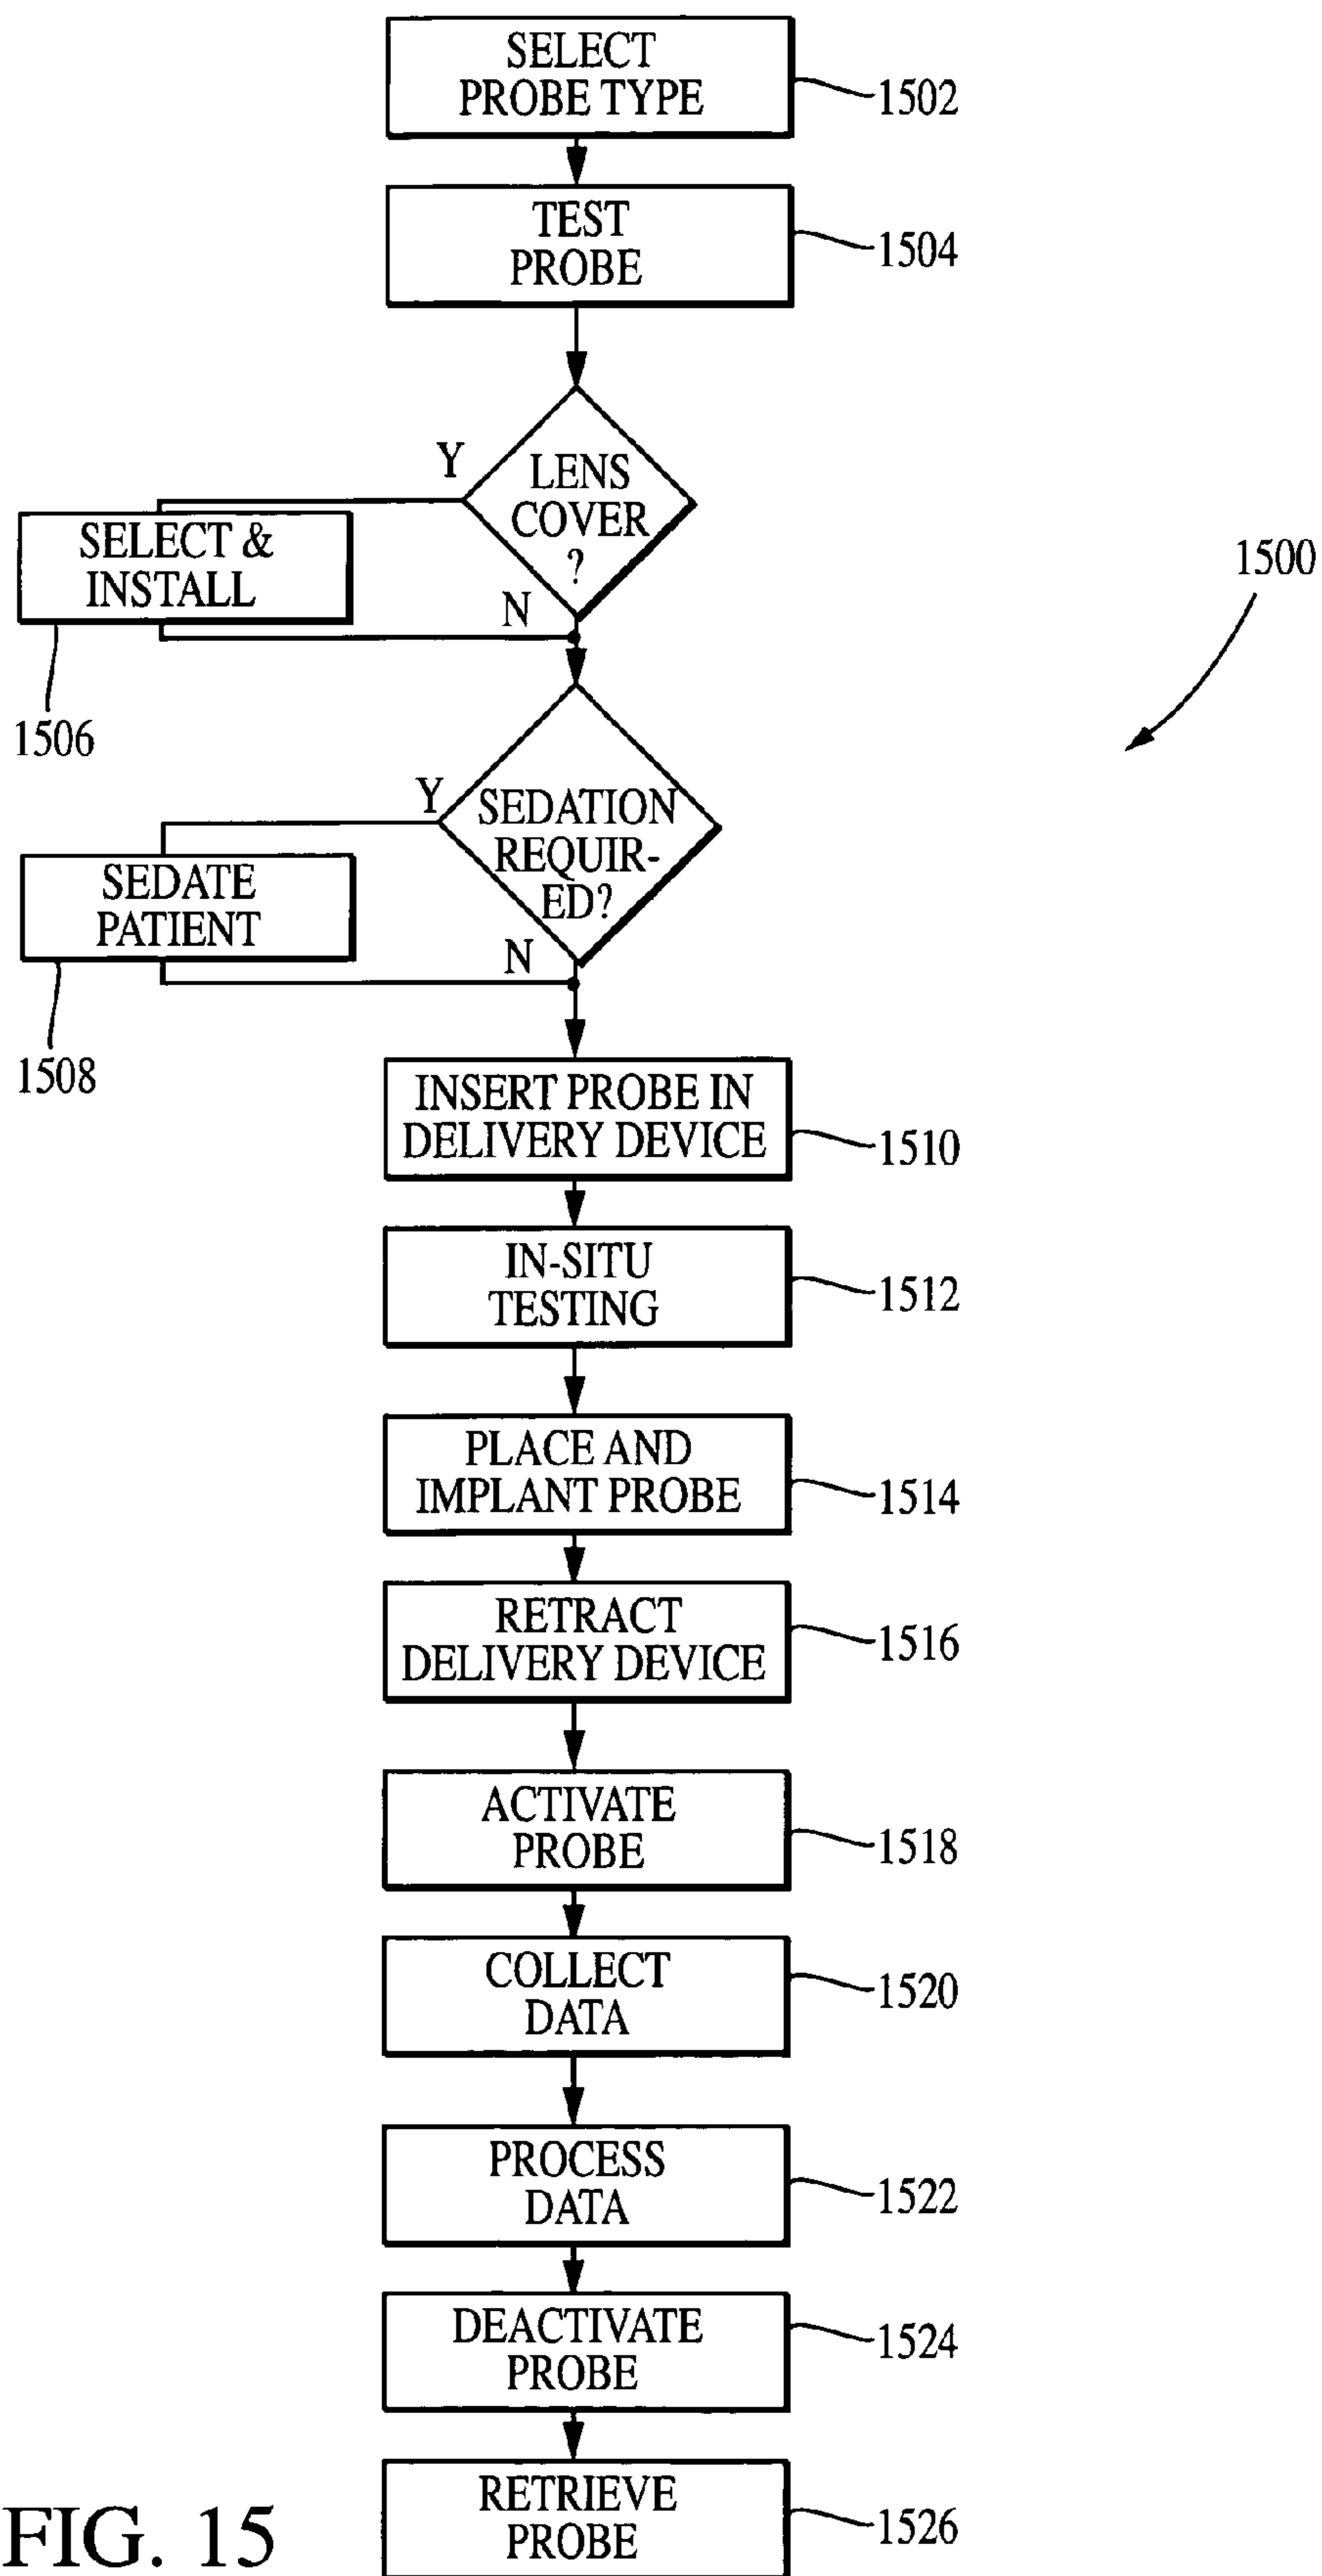 SELECT
PROBE TYPE
1502
TEST
PROBE
1504
Y
LENS
COVER
?
N
SELECT &
INSTALL
1506
1500
Y
SEDATION
REQUIR-
ED?
N
SEDATE
PATIENT
1508
INSERT PROBE IN
DELIVERY DEVICE
1510
IN-SITU
TESTING
1512
PLACE AND
IMPLANT PROBE
1514
RETRACT
DELIVERY DEVICE
1516
ACTIVATE
PROBE
1518
COLLECT
DATA
1520
PROCESS
DATA
1522
DEACTIVATE
PROBE
1524
RETRIEVE
PROBE
1526
FIG. 15